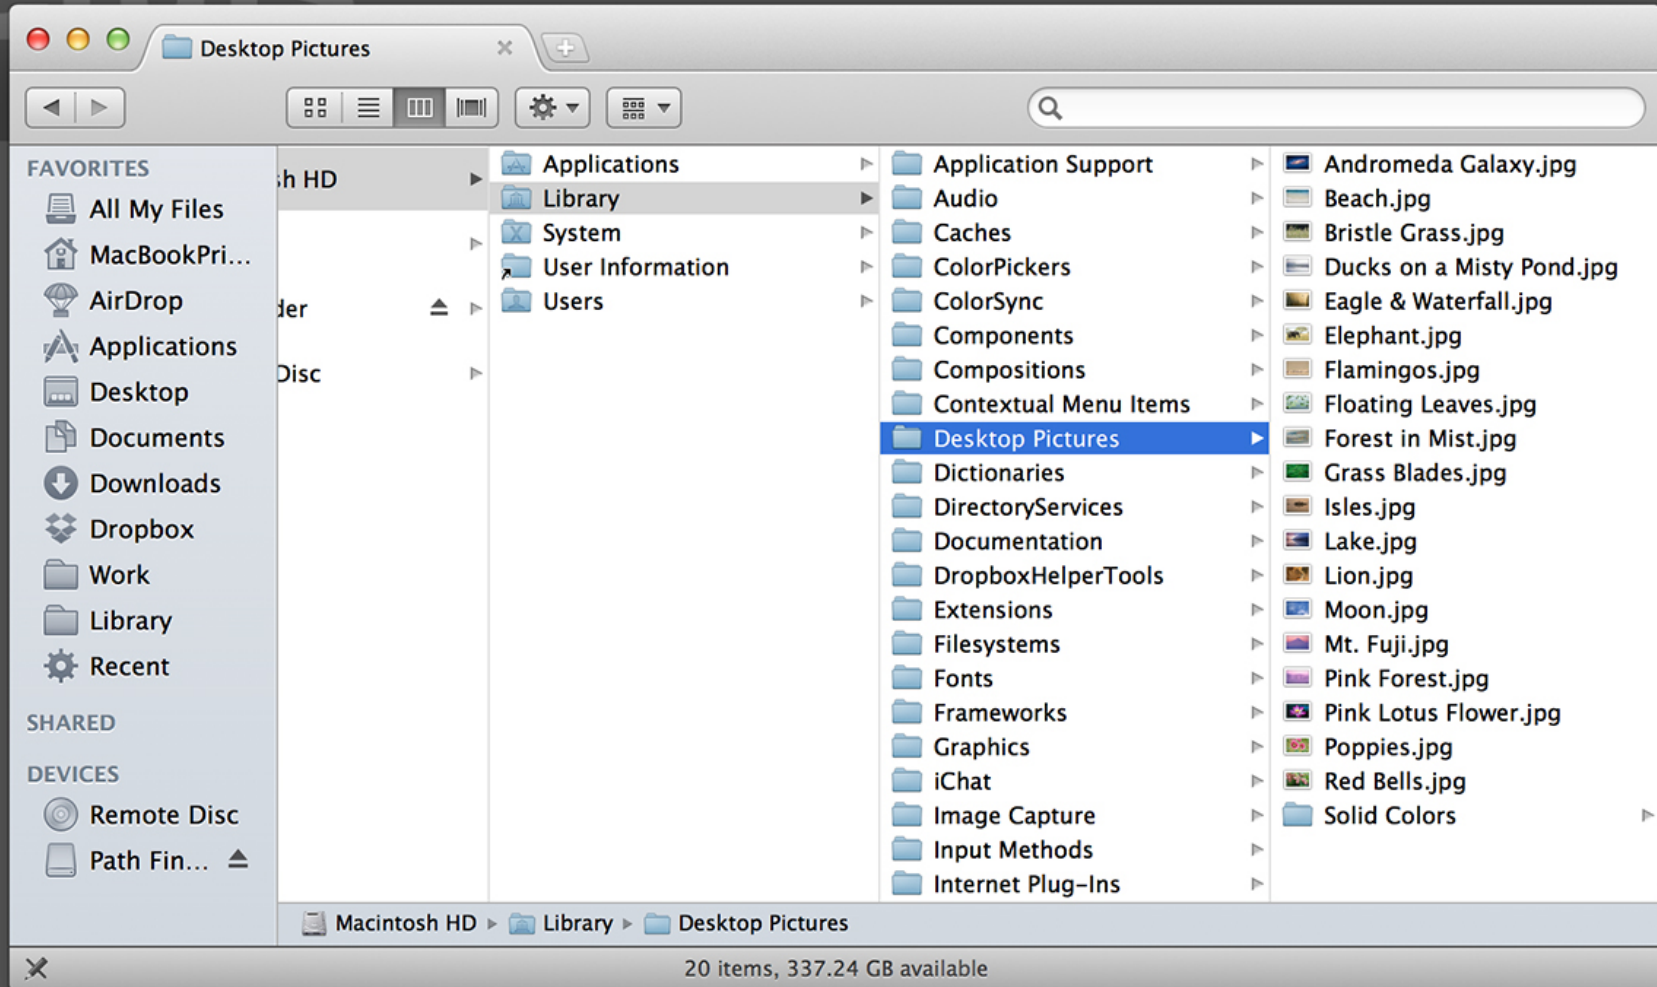 Desktop Pictures
FAVORITES
All My Files
MacBookPri...
AirDrop
Applications
Desktop
Documents
Downloads
Dropbox
Work
Library
Recent
SHARED
DEVICES
Remote Disc
Path Fin...
sh HD
der
Disc
Applications
Library
System
User Information
Users
Application Support
Audio
Caches
ColorPickers
ColorSync
Components
Compositions
Contextual Menu Items
Desktop Pictures
Dictionaries
DirectoryServices
Documentation
DropboxHelperTools
Extensions
Filesystems
Fonts
Frameworks
Graphics
iChat
Image Capture
Input Methods
Internet Plug-Ins
Andromeda Galaxy.jpg
Beach.jpg
Bristle Grass.jpg
Ducks on a Misty Pond.jpg
Eagle & Waterfall.jpg
Elephant.jpg
Flamingos.jpg
Floating Leaves.jpg
Forest in Mist.jpg
Grass Blades.jpg
Isles.jpg
Lake.jpg
Lion.jpg
Moon.jpg
Mt. Fuji.jpg
Pink Forest.jpg
Pink Lotus Flower.jpg
Poppies.jpg
Red Bells.jpg
Solid Colors
Macintosh HD Library Desktop Pictures
20 items, 337.24 GB available